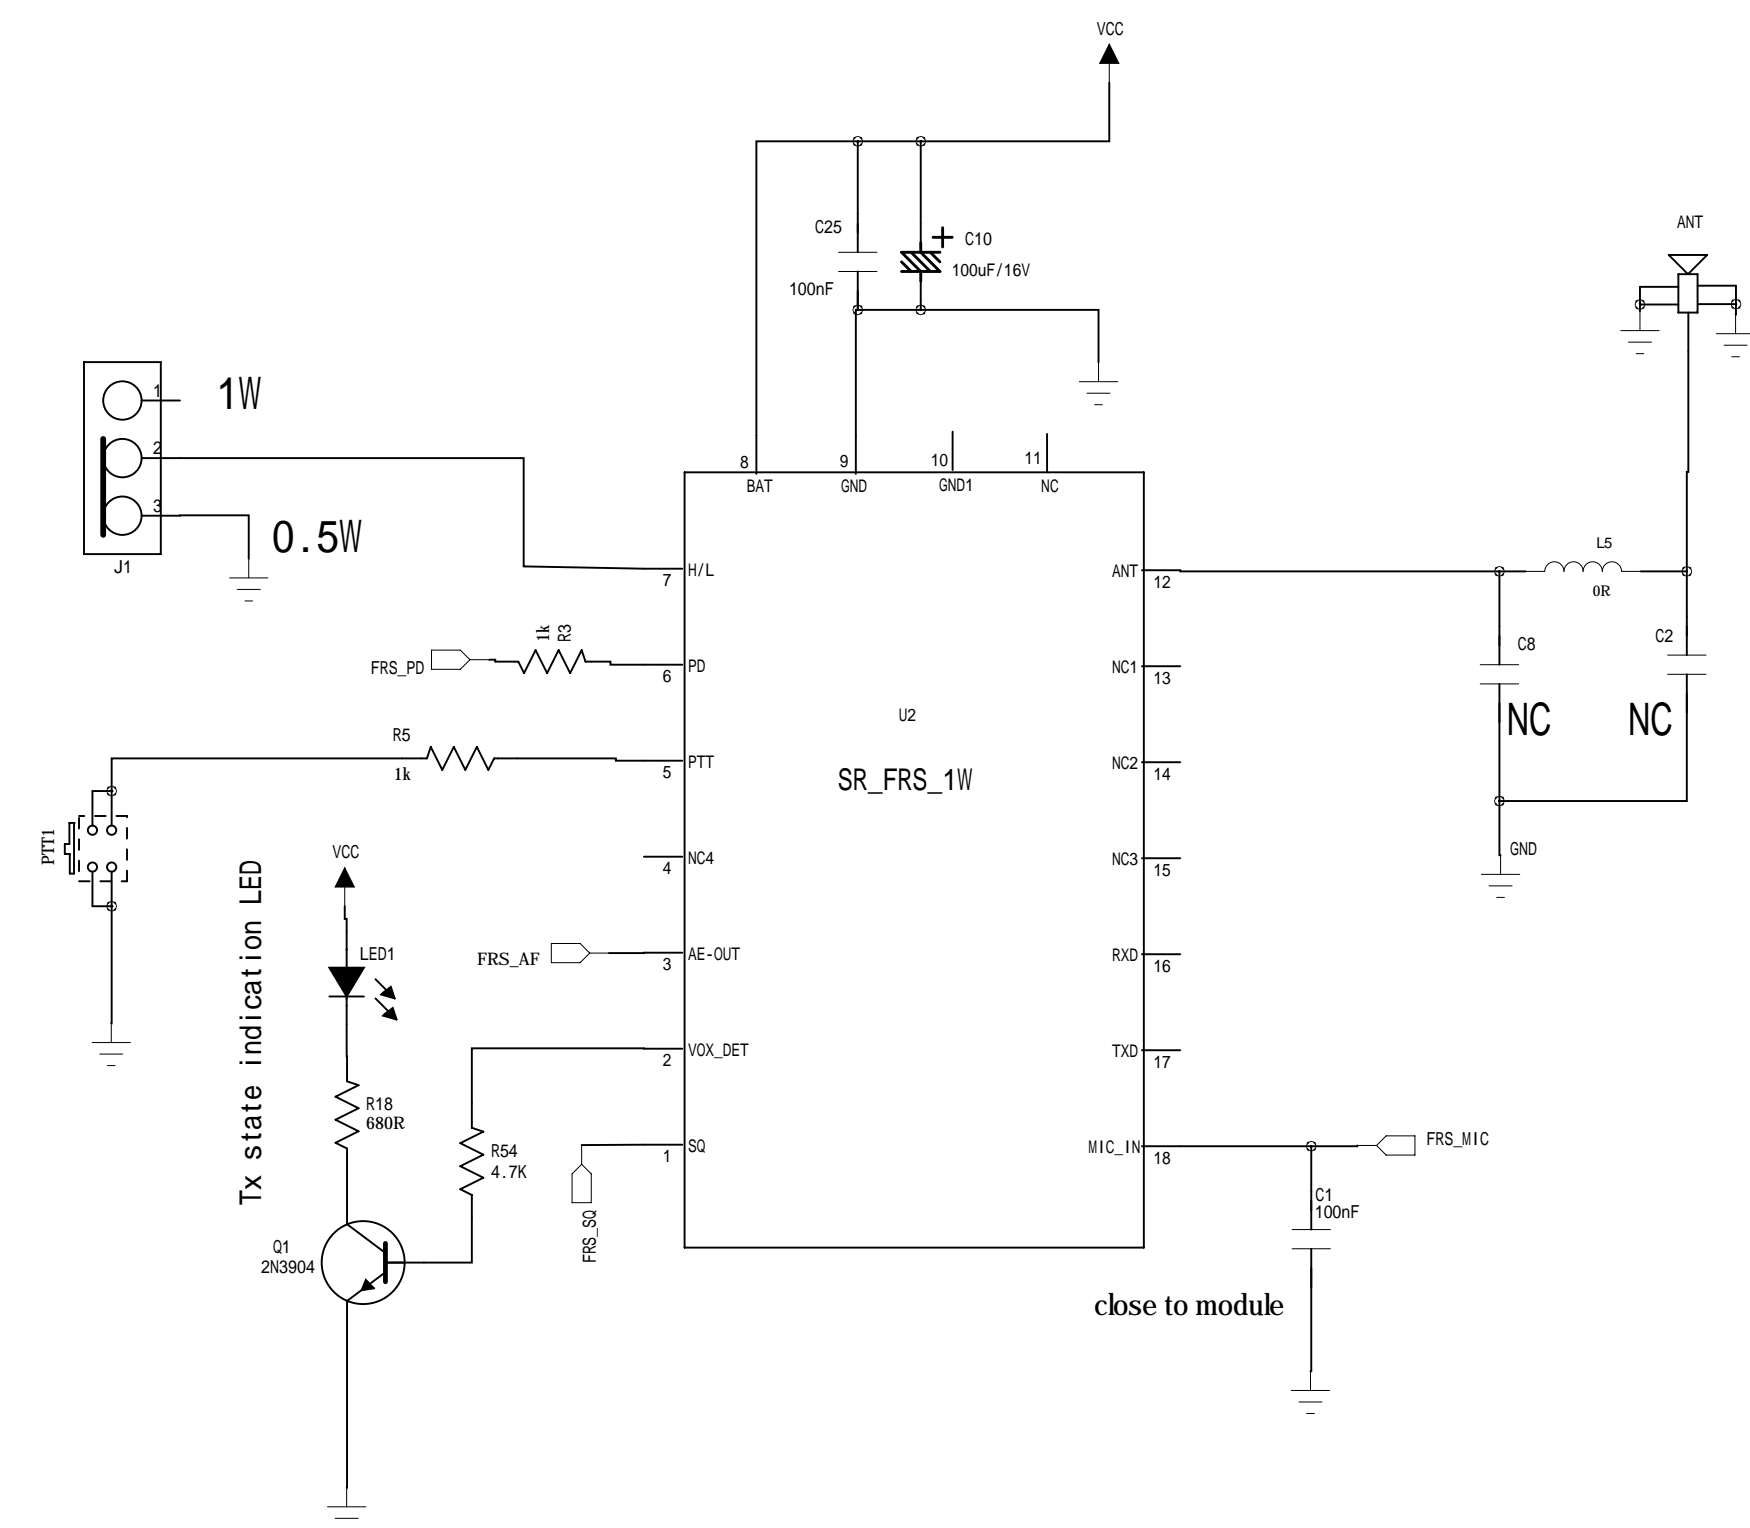 VCC
C25
100nF
C10
100uF/16V
ANT
1
1W
2
3
0.5W
J1
8
BAT
9
GND
10
GND1
11
NC
H/L
7
ANT
12
L5
0R
C8
NC
C2
NC
GND
FRS_PD
1k
R3
PD
6
NC1
13
U2
SR_FRS_1W
R5
1k
PTT
5
NC2
14
PTT1
NC4
4
NC3
15
Tx state indication LED
VCC
LED1
FRS_AF
AE-OUT
3
RXD
16
VOX_DET
2
TXD
17
R18
680R
R54
4.7K
SQ
1
FRS_SQ
MIC_IN
18
FRS_MIC
C1
100nF
Q1
2N3904
close to module